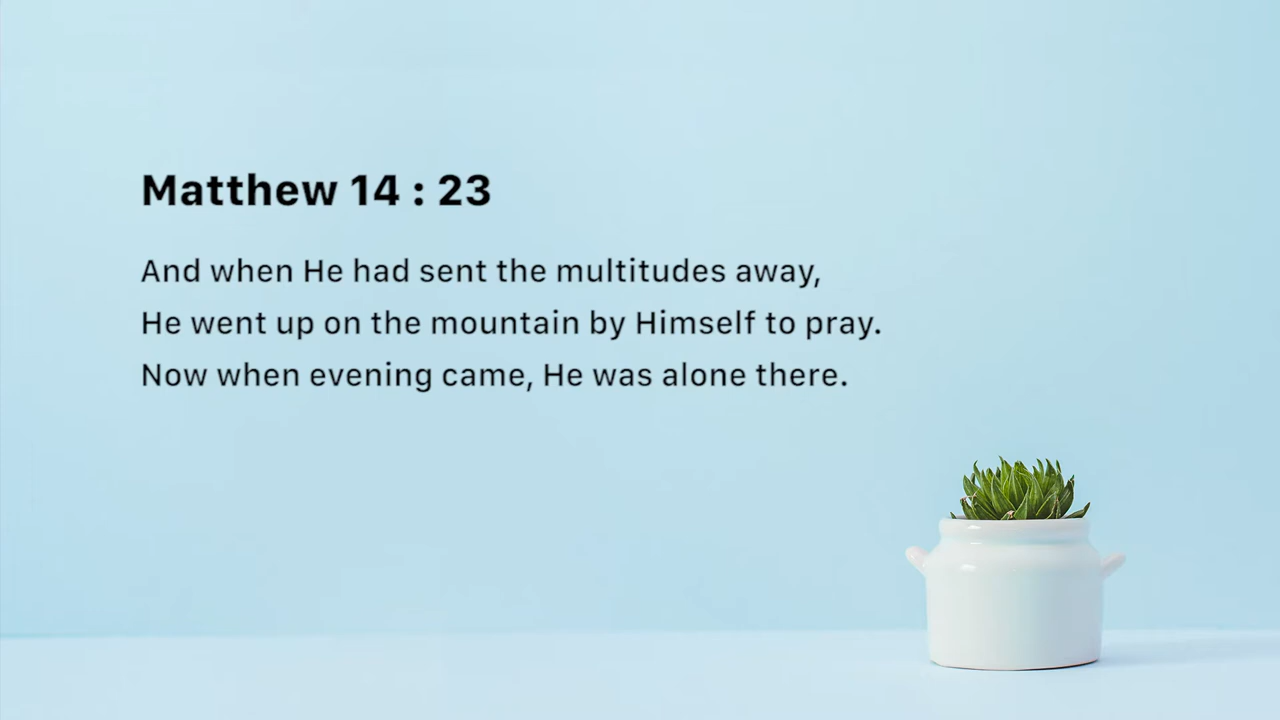 Matthew 14 : 23
And when He had sent the multitudes away,
He went up on the mountain by Himself to pray.
Now when evening came, He was alone there.